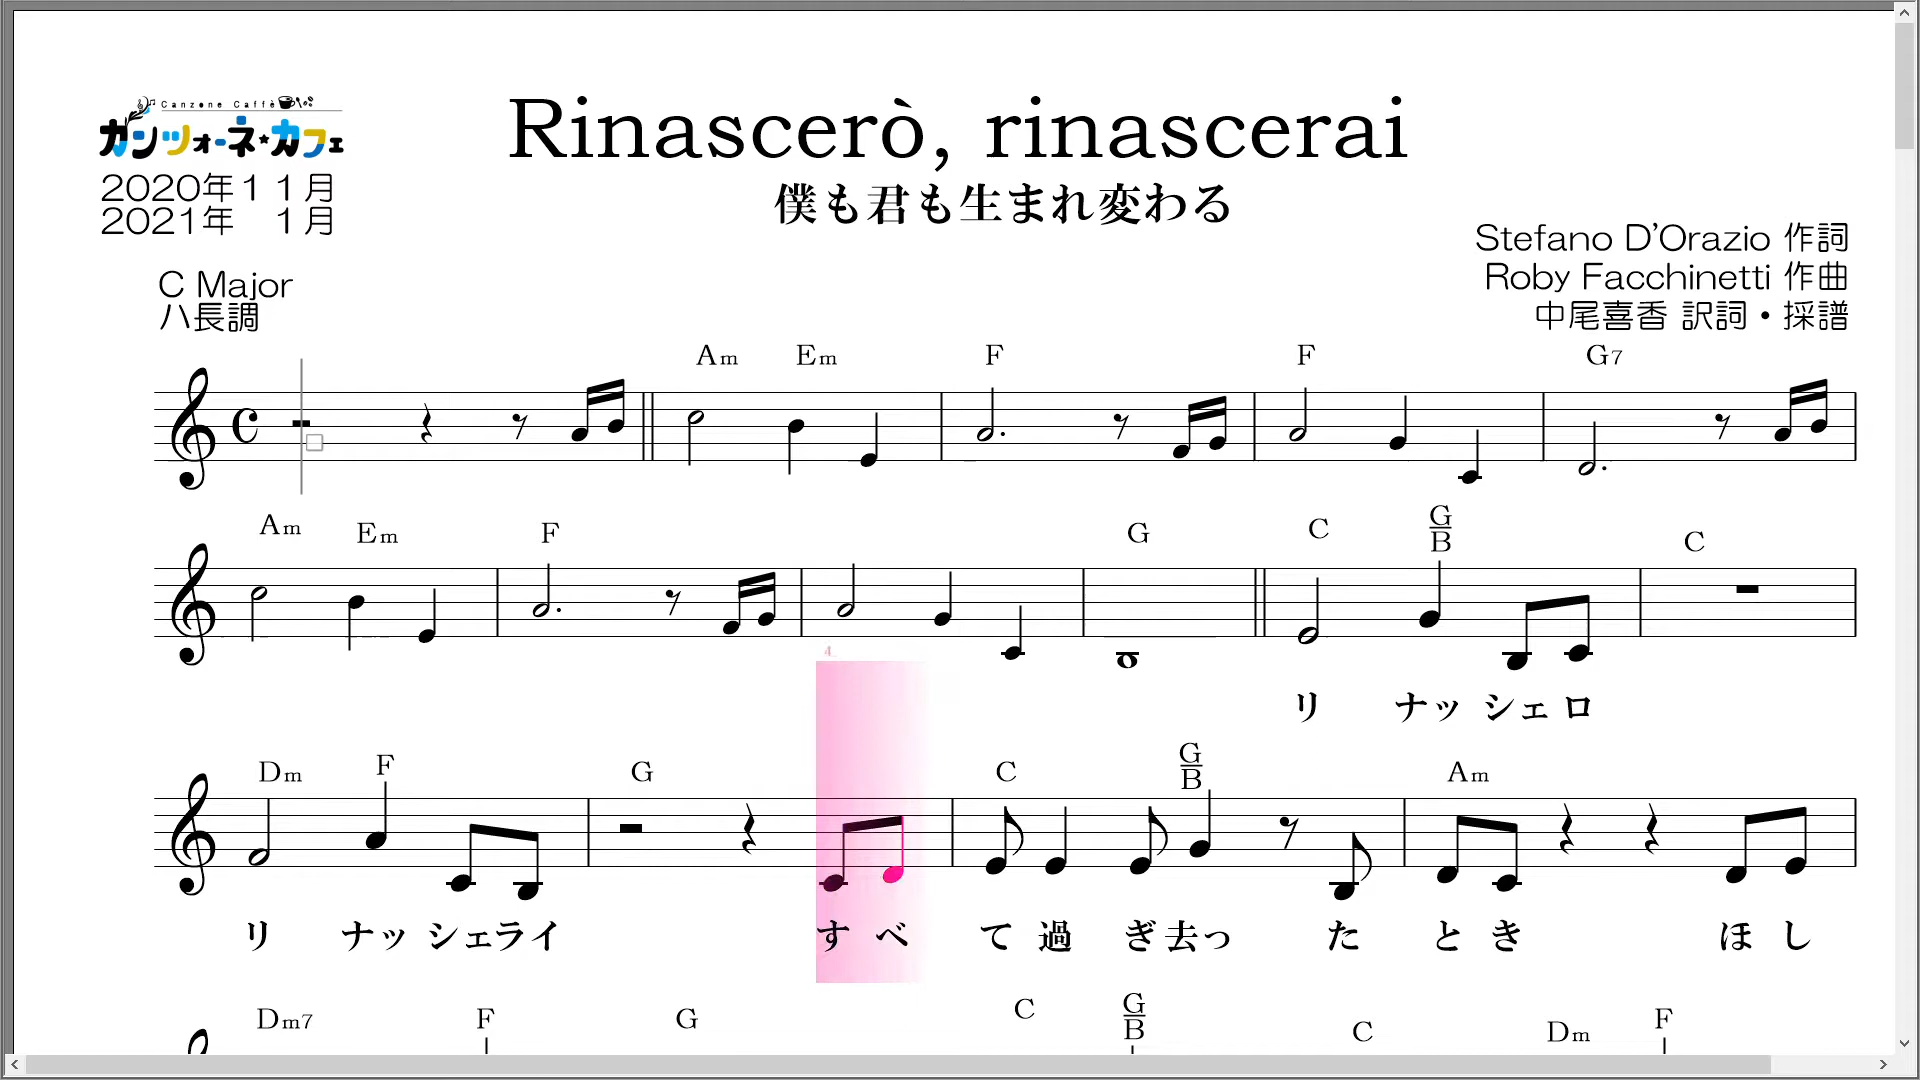 Canzone Caffè
カンツォーネ★カフェ
2020年１１月
2021年　１月
Rinascerò, rinascerai
僕も君も生まれ変わる
Stefano D'Orazio 作詞
Roby Facchinetti 作曲
中尾喜香 訳詞・採譜
C Major
ハ長調
Am Em F F G7
Am Em F G C G/B C
4
リ ナッ シェ ロ
Dm F G C G/B Am
リ ナッ シェライ す べ て 過 ぎ 去っ た と き ほ し
Dm7 F G C G/B C Dm F